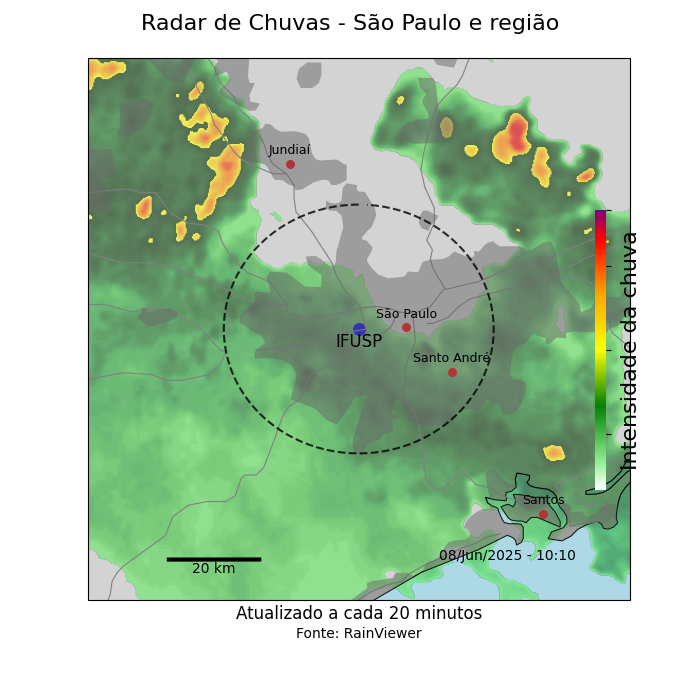 Radar de Chuvas - São Paulo e região
Jundiaí
São Paulo
IFUSP
Santo André
Intensidade da chuva
Santos
08/Jun/2025 - 10:10
20 km
Atualizado a cada 20 minutos
Fonte: RainViewer